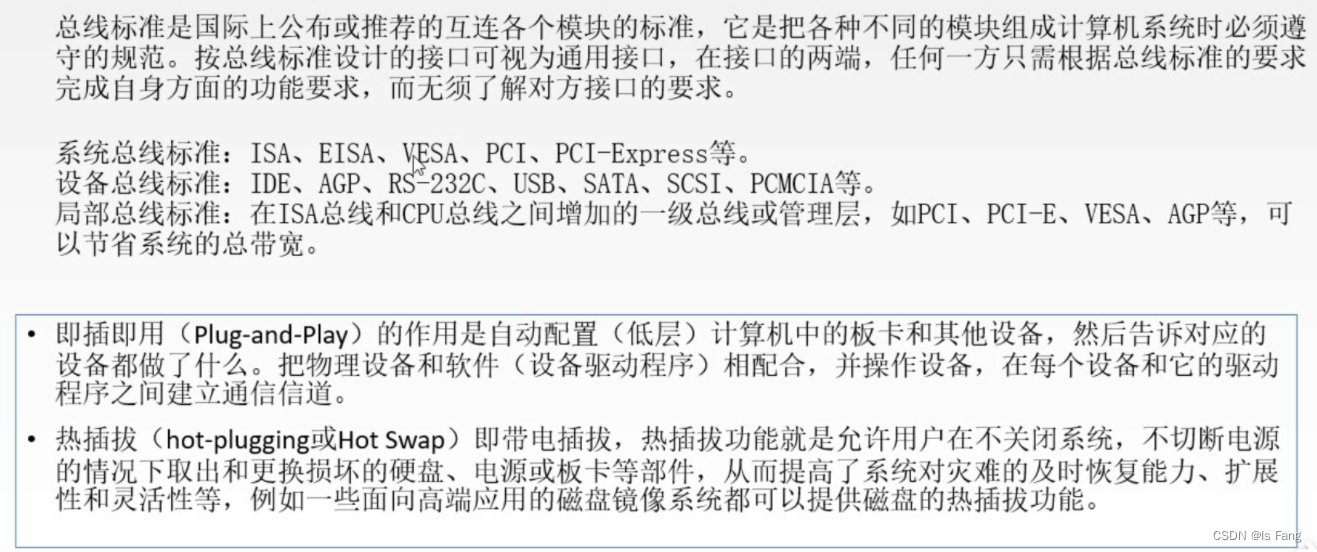 总线标准是国际上公布或推荐的互连各个模块的标准，它是把各种不同的模块组成计算机系统时必须遵
守的规范。按总线标准设计的接口可视为通用接口，在接口的两端，任何一方只需根据总线标准的要求
完成自身方面的功能要求，而无须了解对方接口的要求。
系统总线标准：ISA、EISA、VESA、PCI、PCI-Express等。
设备总线标准：IDE、AGP、RS-232C、USB、SATA、SCSI、PCMCIA等。
局部总线标准：在ISA总线和CPU总线之间增加的一级总线或管理层，如PCI、PCI-E、VESA、AGP等，可
以节省系统的总带宽。
• 即插即用（Plug-and-Play）的作用是自动配置（低层）计算机中的板卡和其他设备，然后告诉对应的
设备都做了什么。把物理设备和软件（设备驱动程序）相配合，并操作设备，在每个设备和它的驱动
程序之间建立通信信道。
• 热插拔（hot-plugging或Hot Swap）即带电插拔，热插拔功能就是允许用户在不关闭系统，不切断电源
的情况下取出和更换损坏的硬盘、电源或板卡等部件，从而提高了系统对灾难的及时恢复能力、扩展
性和灵活性等，例如一些面向高端应用的磁盘镜像系统都可以提供磁盘的热插拔功能。
CSDN @ls Fang